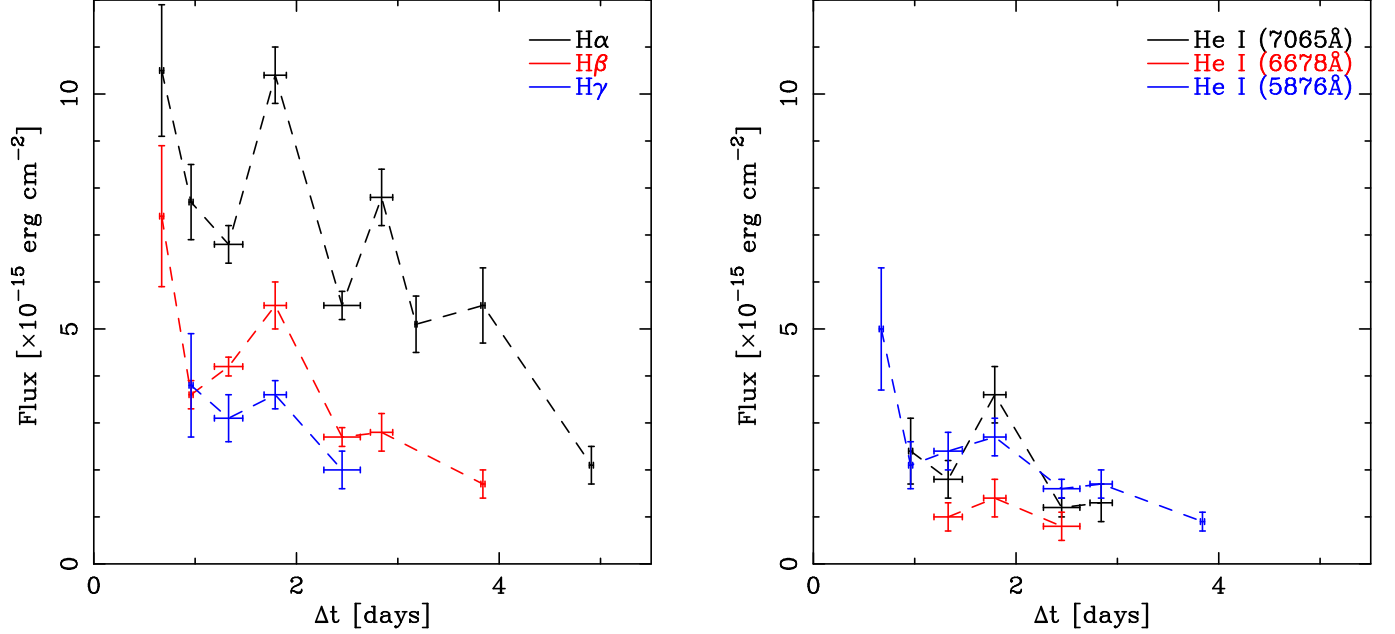 Hα
Hβ
Hγ
10
5
0
Flux [×10⁻¹⁵ erg cm⁻²]
0 2 4
Δt [days]
He I (7065Å)
He I (6678Å)
He I (5876Å)
10
5
0
Flux [×10⁻¹⁵ erg cm⁻²]
0 2 4
Δt [days]